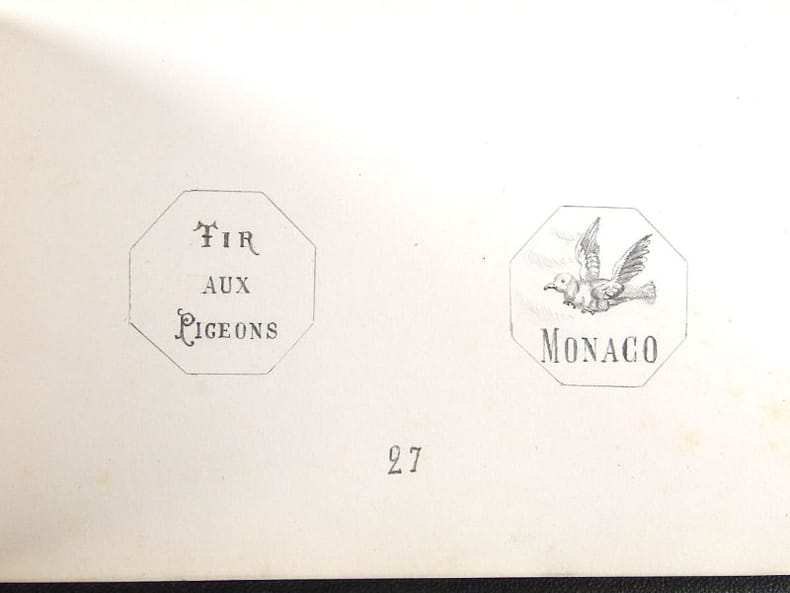 TIR
AUX
PIGEONS
MONACO
27